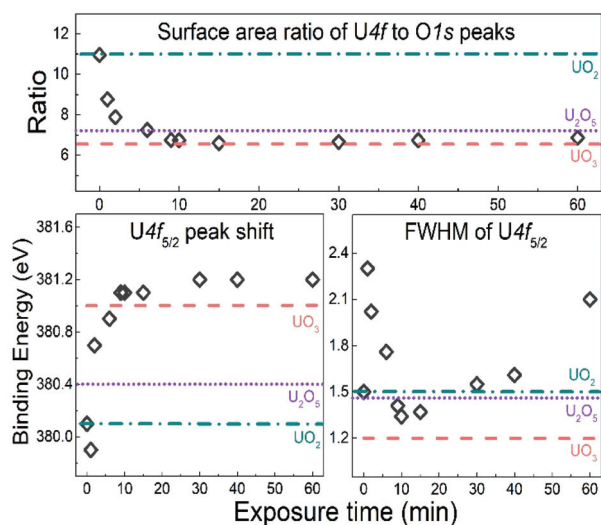 Surface area ratio of U4f to O1s peaks
12
10
8
6
Ratio
UO₂
U₂O₅
UO₃
0 10 20 30 40 50 60
U4f₅/₂ peak shift
FWHM of U4f₅/₂
Binding Energy (eV)
381.6
381.2
380.8
380.4
380.0
UO₃
U₂O₅
UO₂
0 10 20 30 40 50 60
2.4
2.1
1.8
1.5
1.2
UO₂
U₂O₅
UO₃
0 10 20 30 40 50 60
Exposure time (min)